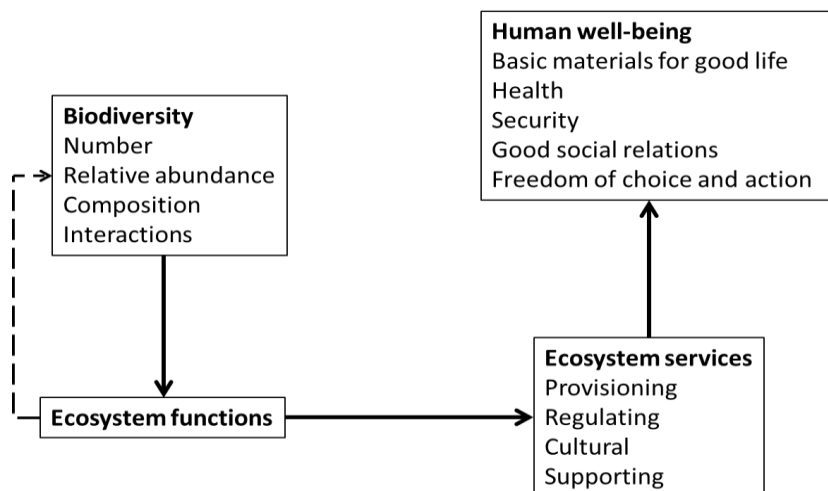 Human well-being
Basic materials for good life
Health
Security
Good social relations
Freedom of choice and action
Biodiversity
Number
Relative abundance
Composition
Interactions
Ecosystem functions
Ecosystem services
Provisioning
Regulating
Cultural
Supporting